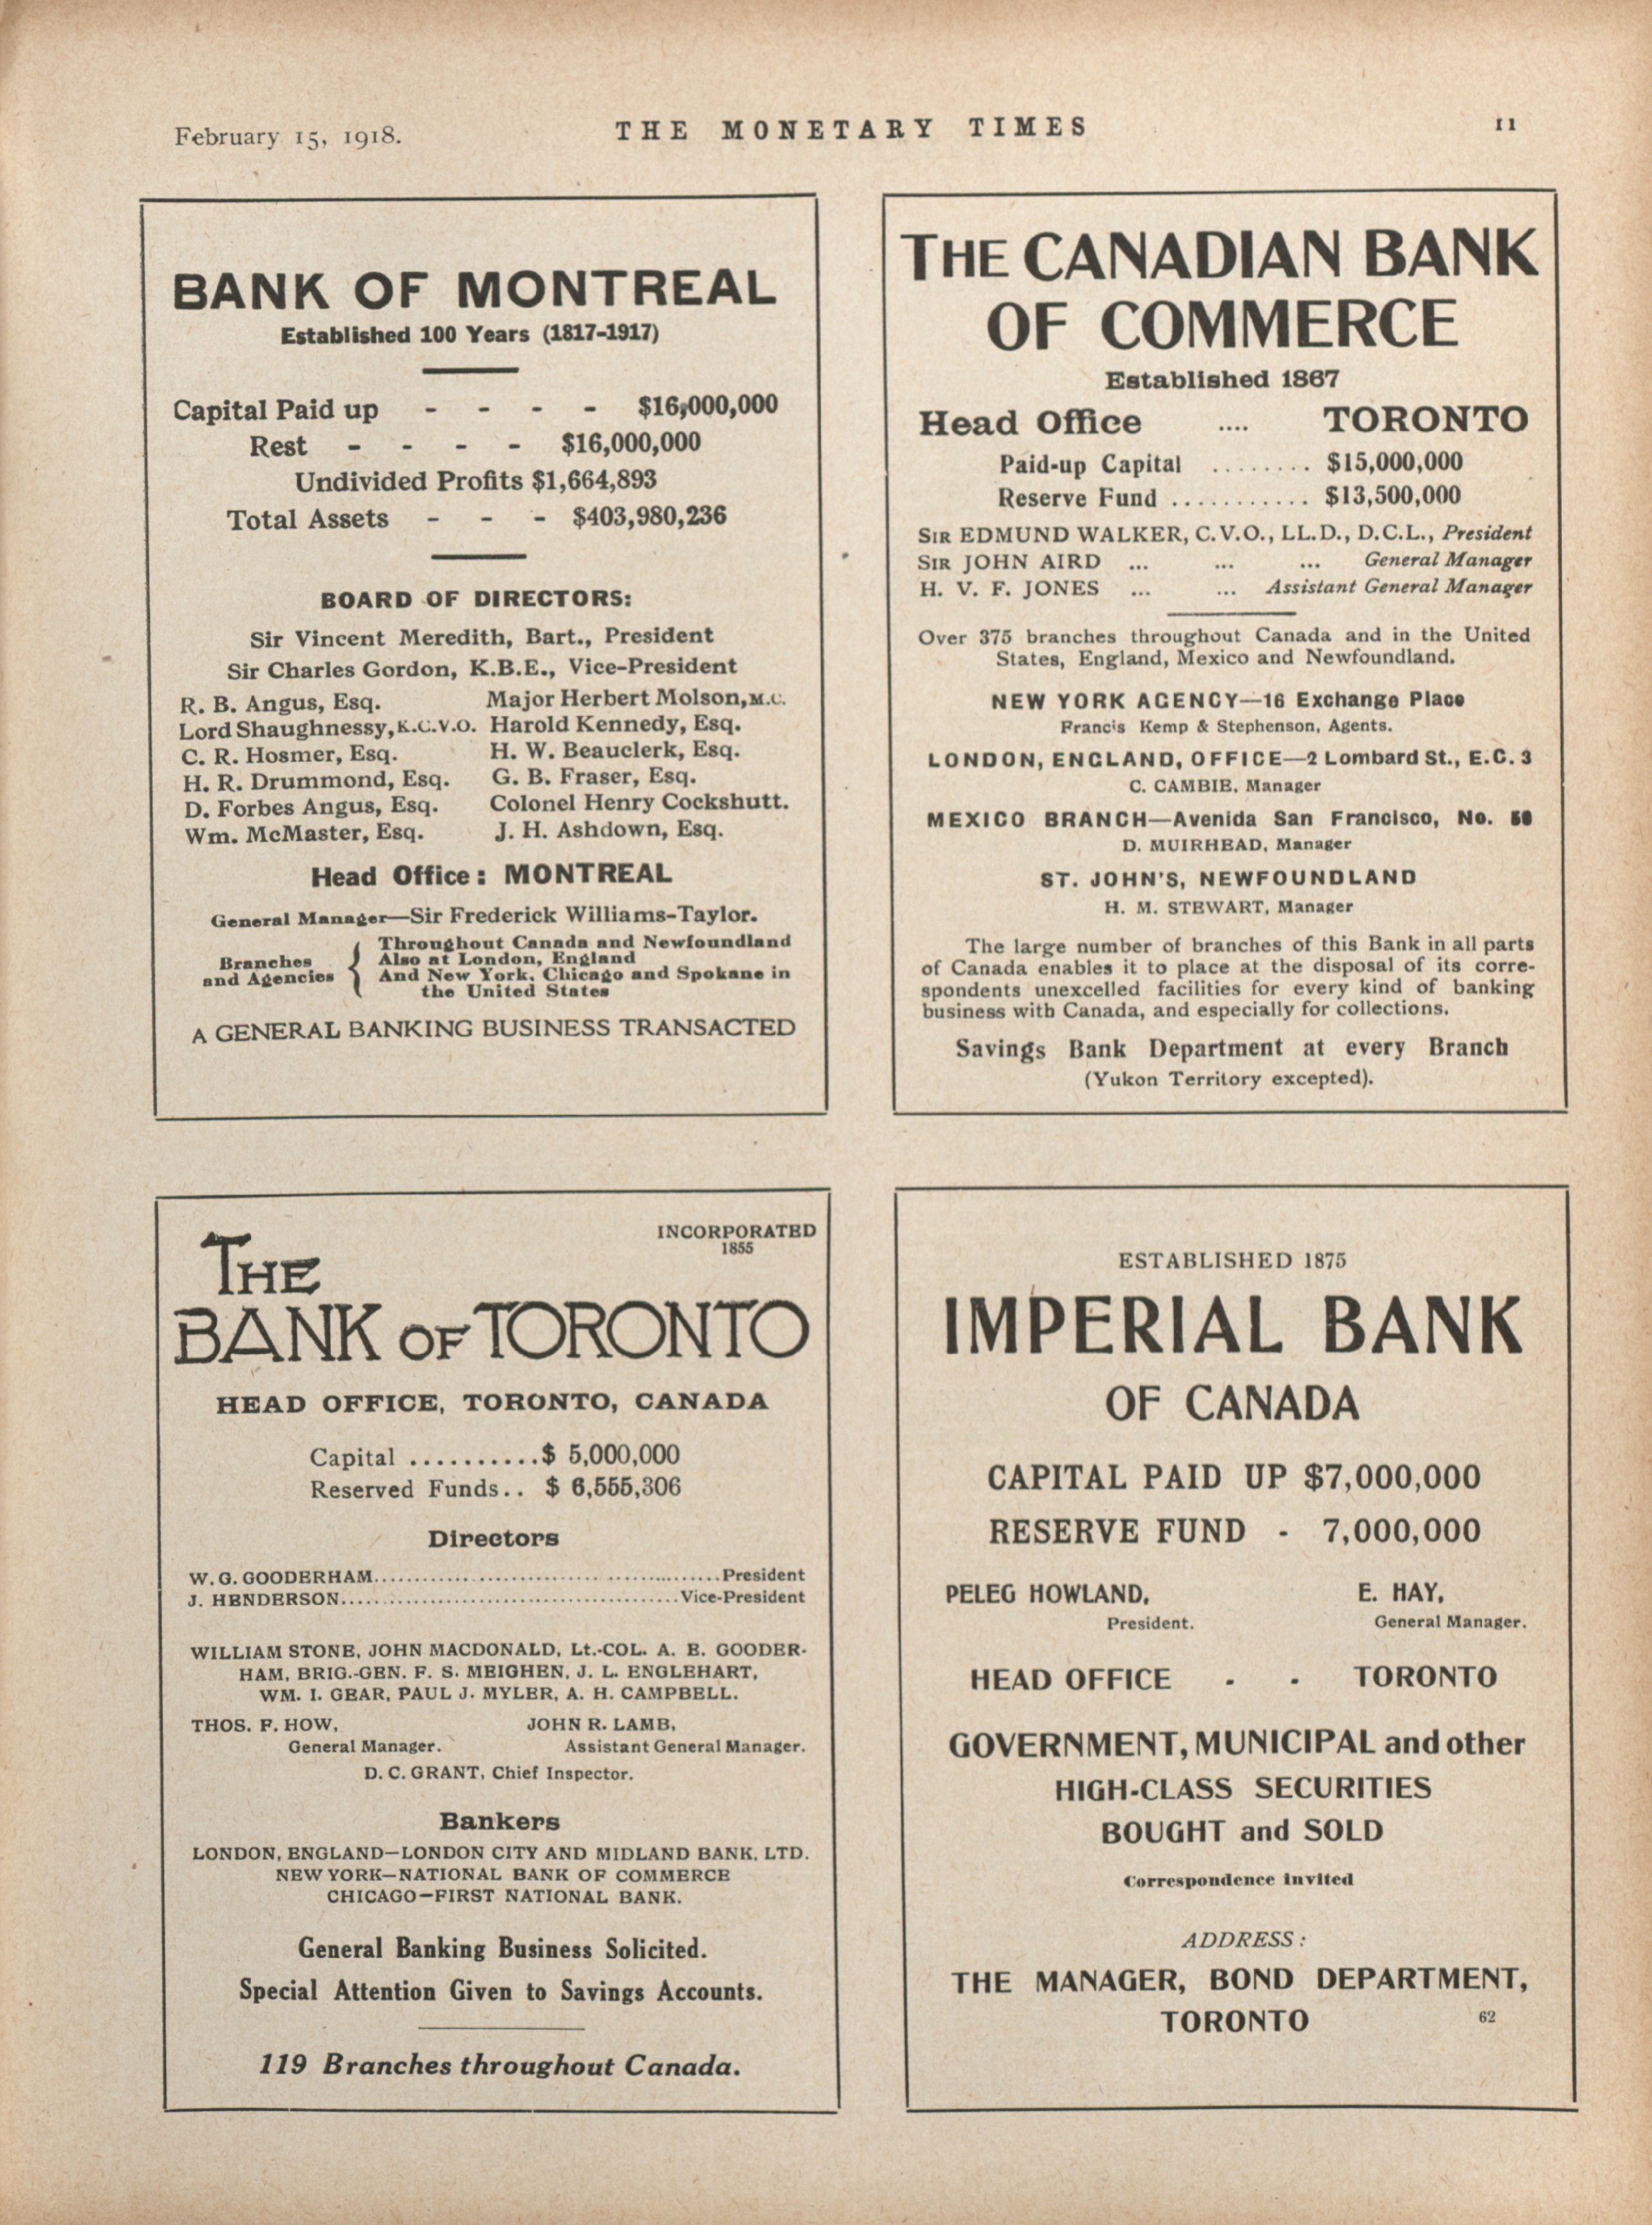 February 15, 1918.
THE MONETARY TIMES
11
BANK OF MONTREAL
Established 100 Years (1817-1917)
Capital Paid up - - - - $16,000,000
Rest - - - - $16,000,000
Undivided Profits $1,664,893
Total Assets - - - $403,980,236
BOARD OF DIRECTORS:
Sir Vincent Meredith, Bart., President
Sir Charles Gordon, K.B.E., Vice-President
R. B. Angus, Esq. Major Herbert Molson, M.C.
Lord Shaughnessy, K.C.V.O. Harold Kennedy, Esq.
C. R. Hosmer, Esq. H. W. Beauclerk, Esq.
H. R. Drummond, Esq. G. B. Fraser, Esq.
D. Forbes Angus, Esq. Colonel Henry Cockshutt.
Wm. McMaster, Esq. J. H. Ashdown, Esq.
Head Office: MONTREAL
General Manager—Sir Frederick Williams-Taylor.
Branches and Agencies
Throughout Canada and Newfoundland
Also at London, England
And New York, Chicago and Spokane in
the United States
A GENERAL BANKING BUSINESS TRANSACTED
THE CANADIAN BANK
OF COMMERCE
Established 1867
Head Office .... TORONTO
Paid-up Capital ........ $15,000,000
Reserve Fund ........... $13,500,000
SIR EDMUND WALKER, C.V.O., LL.D., D.C.L., President
SIR JOHN AIRD ... ... ... General Manager
H. V. F. JONES ... ... Assistant General Manager
Over 375 branches throughout Canada and in the United
States, England, Mexico and Newfoundland.
NEW YORK AGENCY—16 Exchange Place
Francis Kemp & Stephenson, Agents.
LONDON, ENGLAND, OFFICE—2 Lombard St., E.C. 3
C. CAMBIE, Manager
MEXICO BRANCH—Avenida San Francisco, No. 50
D. MUIRHEAD, Manager
ST. JOHN'S, NEWFOUNDLAND
H. M. STEWART, Manager
The large number of branches of this Bank in all parts
of Canada enables it to place at the disposal of its corre-
spondents unexcelled facilities for every kind of banking
business with Canada, and especially for collections.
Savings Bank Department at every Branch
(Yukon Territory excepted).
INCORPORATED
1855
THE
BANK OF TORONTO
HEAD OFFICE, TORONTO, CANADA
Capital ..........$ 5,000,000
Reserved Funds.. $ 6,555,306
Directors
W. G. GOODERHAM........................................President
J. HENDERSON........................................Vice-President
WILLIAM STONE, JOHN MACDONALD, Lt.-COL. A. E. GOODER-
HAM, BRIG.-GEN. F. S. MEIGHEN, J. L. ENGLEHART,
WM. I. GEAR, PAUL J. MYLER, A. H. CAMPBELL.
THOS. F. HOW, JOHN R. LAMB,
General Manager. Assistant General Manager.
D. C. GRANT, Chief Inspector.
Bankers
LONDON, ENGLAND—LONDON CITY AND MIDLAND BANK, LTD.
NEW YORK—NATIONAL BANK OF COMMERCE
CHICAGO—FIRST NATIONAL BANK.
General Banking Business Solicited.
Special Attention Given to Savings Accounts.
119 Branches throughout Canada.
ESTABLISHED 1875
IMPERIAL BANK
OF CANADA
CAPITAL PAID UP $7,000,000
RESERVE FUND - 7,000,000
PELEG HOWLAND, E. HAY,
President. General Manager.
HEAD OFFICE - - TORONTO
GOVERNMENT, MUNICIPAL and other
HIGH-CLASS SECURITIES
BOUGHT and SOLD
Correspondence Invited
ADDRESS:
THE MANAGER, BOND DEPARTMENT,
TORONTO 62